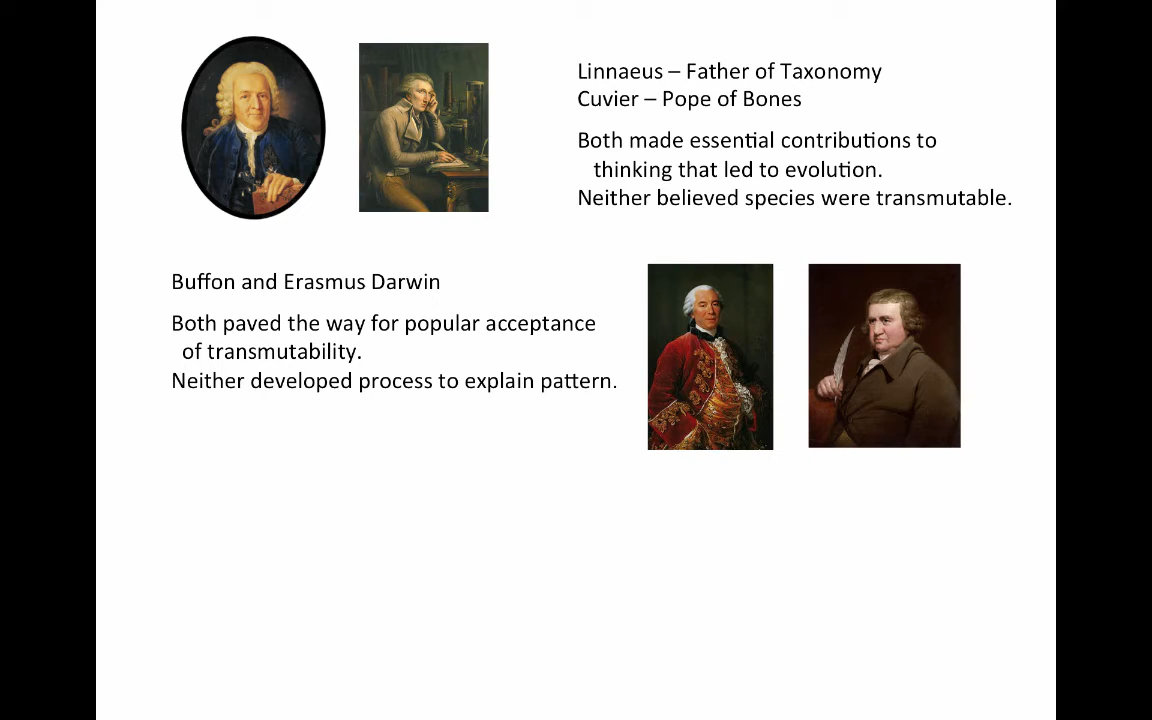 Linnaeus – Father of Taxonomy
Cuvier – Pope of Bones
Both made essential contributions to
thinking that led to evolution.
Neither believed species were transmutable.
Buffon and Erasmus Darwin
Both paved the way for popular acceptance
of transmutability.
Neither developed process to explain pattern.